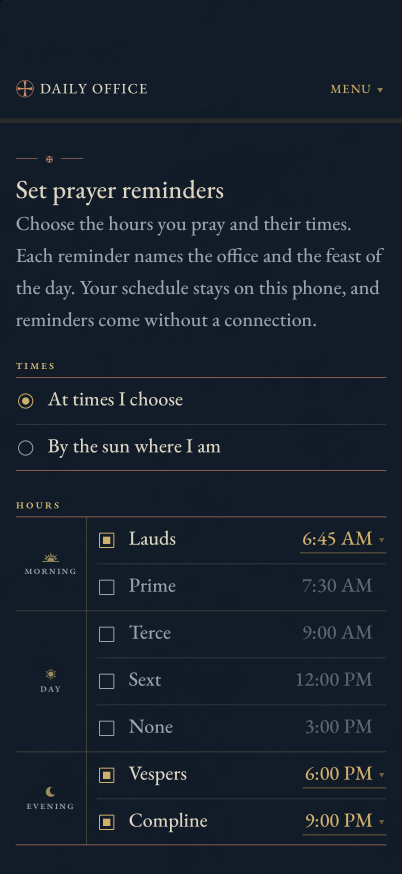 DAILY OFFICE
MENU
Set prayer reminders
Choose the hours you pray and their times.
Each reminder names the office and the feast of
the day. Your schedule stays on this phone, and
reminders come without a connection.
TIMES
At times I choose
By the sun where I am
HOURS
MORNING
Lauds 6:45 AM
Prime 7:30 AM
DAY
Terce 9:00 AM
Sext 12:00 PM
None 3:00 PM
EVENING
Vespers 6:00 PM
Compline 9:00 PM